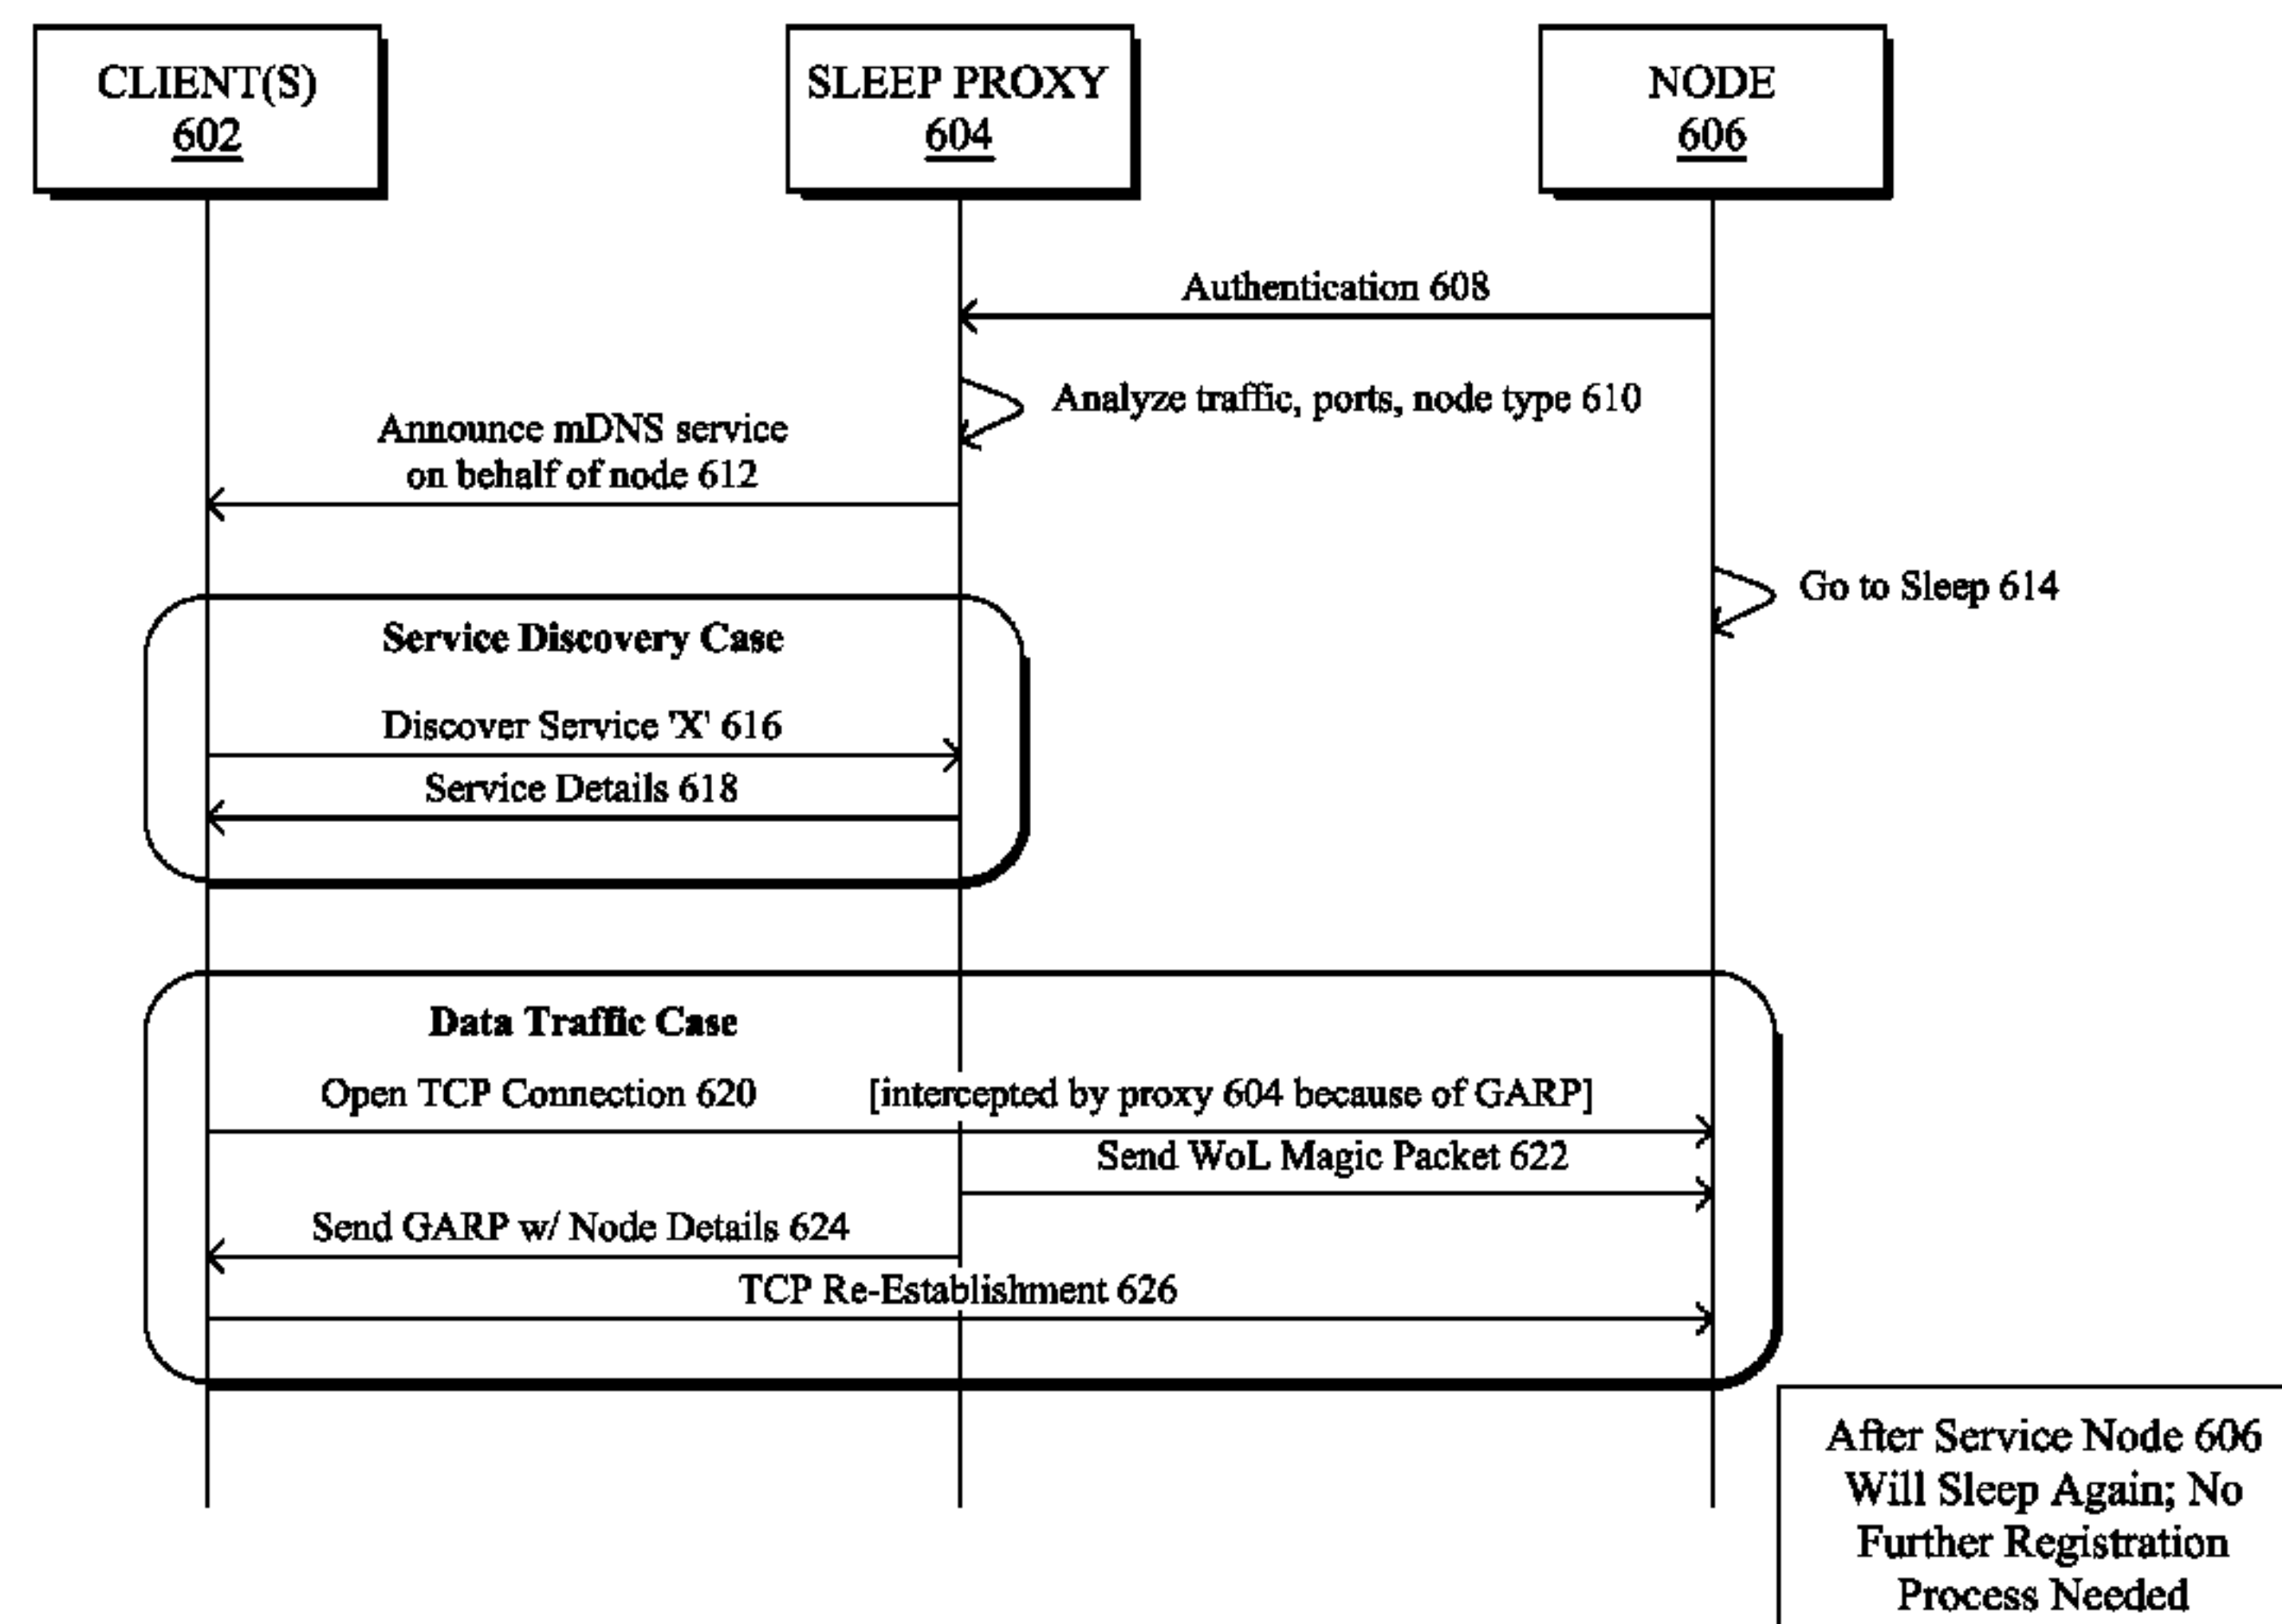 CLIENT(S)
602
SLEEP PROXY
604
NODE
606
Authentication 608
Analyze traffic, ports, node type 610
Announce mDNS service
on behalf of node 612
Go to Sleep 614
Service Discovery Case
Discover Service 'X' 616
Service Details 618
Data Traffic Case
Open TCP Connection 620
[intercepted by proxy 604 because of GARP]
Send WoL Magic Packet 622
Send GARP w/ Node Details 624
TCP Re-Establishment 626
After Service Node 606
Will Sleep Again; No
Further Registration
Process Needed